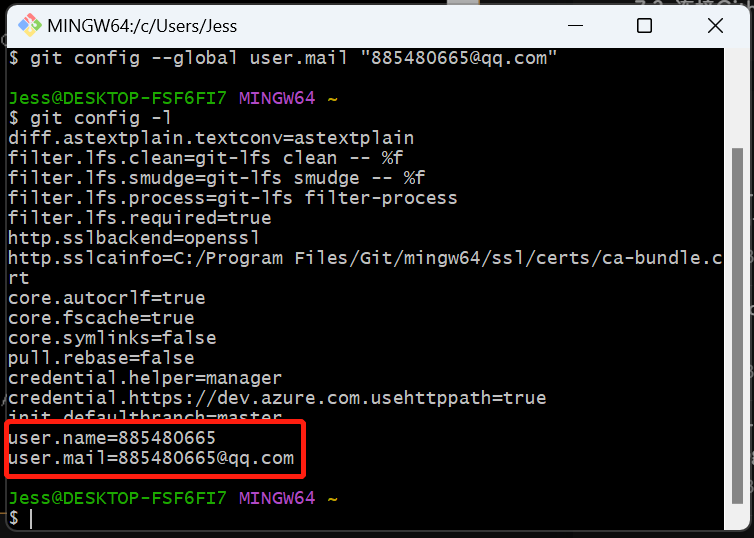 MINGW64:/c/Users/Jess
$ git config --global user.mail "885480665@qq.com"
Jess@DESKTOP-FSF6FI7 MINGW64 ~
$ git config -l
diff.astextplain.textconv=astextplain
filter.lfs.clean=git-lfs clean -- %f
filter.lfs.smudge=git-lfs smudge -- %f
filter.lfs.process=git-lfs filter-process
filter.lfs.required=true
http.sslbackend=openssl
http.sslcainfo=C:/Program Files/Git/mingw64/ssl/certs/ca-bundle.c
rt
core.autocrlf=true
core.fscache=true
core.symlinks=false
pull.rebase=false
credential.helper=manager
credential.https://dev.azure.com.usehttppath=true
init.defaultbranch=master
user.name=885480665
user.mail=885480665@qq.com
Jess@DESKTOP-FSF6FI7 MINGW64 ~
$